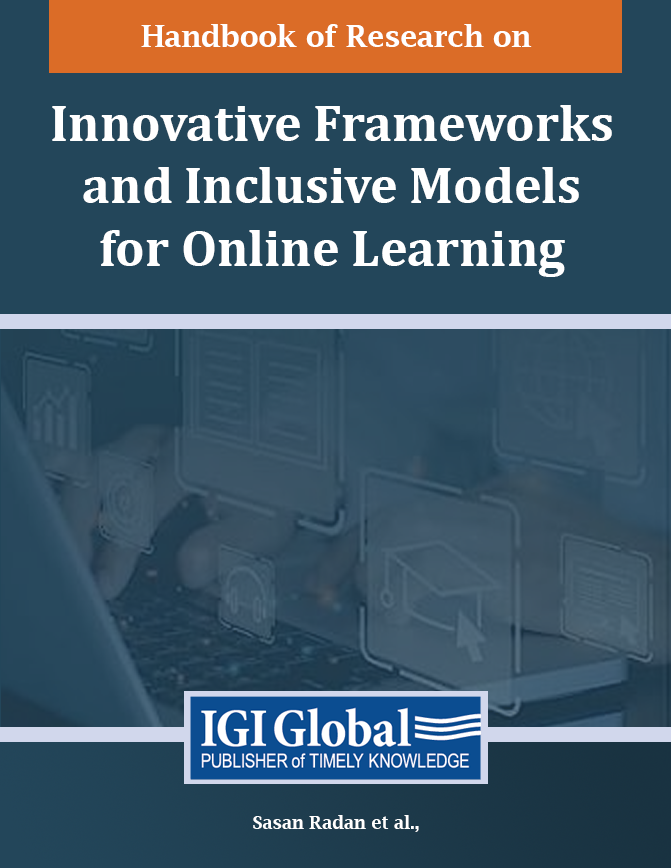 Handbook of Research on
Innovative Frameworks
and Inclusive Models
for Online Learning
IGI Global
PUBLISHER of TIMELY KNOWLEDGE
Sasan Radan et al.,